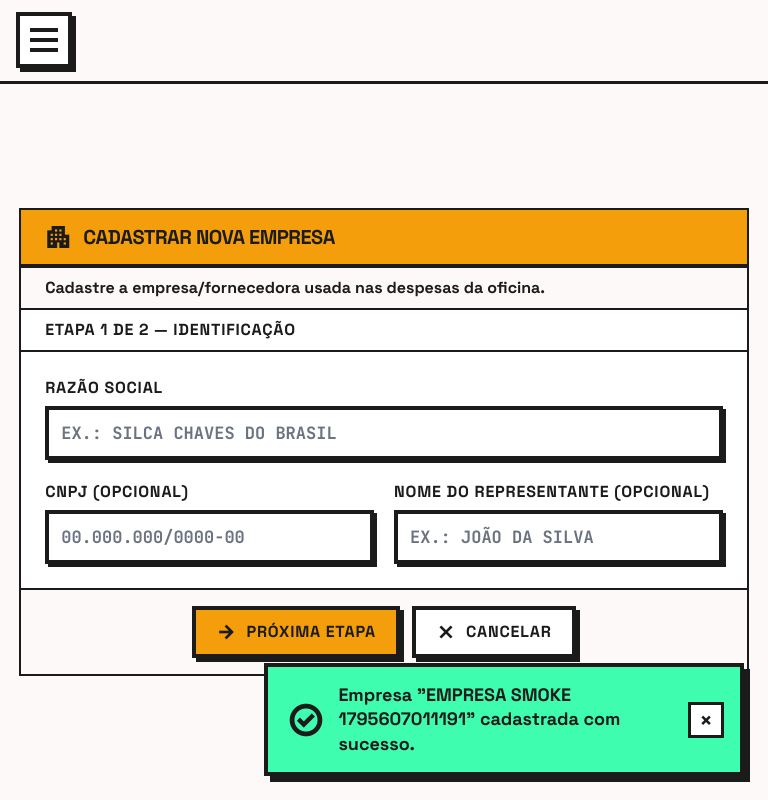 CADASTRAR NOVA EMPRESA
Cadastre a empresa/fornecedora usada nas despesas da oficina.
ETAPA 1 DE 2 — IDENTIFICAÇÃO
RAZÃO SOCIAL
EX.: SILCA CHAVES DO BRASIL
CNPJ (OPCIONAL)
NOME DO REPRESENTANTE (OPCIONAL)
00.000.000/0000-00
EX.: JOÃO DA SILVA
PRÓXIMA ETAPA
CANCELAR
Empresa "EMPRESA SMOKE
1795607011191" cadastrada com
sucesso.